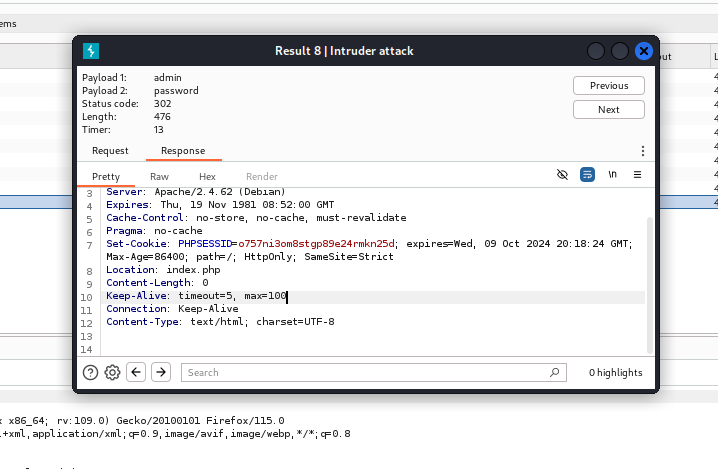 ems
Result 8 | Intruder attack
Payload 1: admin
Payload 2: password
Status code: 302
Length: 476
Timer: 13
Previous
Next
Request Response
Pretty Raw Hex Render
\n
3 Server: Apache/2.4.62 (Debian)
4 Expires: Thu, 19 Nov 1981 08:52:00 GMT
5 Cache-Control: no-store, no-cache, must-revalidate
6 Pragma: no-cache
7 Set-Cookie: PHPSESSID=o757ni3om8stgp89e24rmkn25d; expires=Wed, 09 Oct 2024 20:18:24 GMT;
Max-Age=86400; path=/; HttpOnly; SameSite=Strict
8 Location: index.php
9 Content-Length: 0
10 Keep-Alive: timeout=5, max=100
11 Connection: Keep-Alive
12 Content-Type: text/html; charset=UTF-8
13
14
Search
0 highlights
x x86_64; rv:109.0) Gecko/20100101 Firefox/115.0
l+xml,application/xml;q=0.9,image/avif,image/webp,*/*;q=0.8